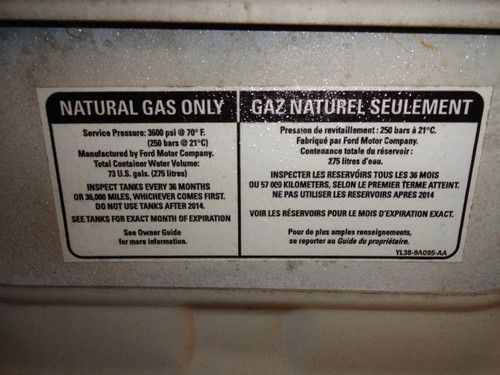 NATURAL GAS ONLY
Service Pressure: 3600 psi @ 70° F.
(250 bars @ 21°C)
Manufactured by Ford Motor Company.
Total Container Water Volume:
73 U.S. gals. (275 litres)
INSPECT TANKS EVERY 36 MONTHS
OR 36,000 MILES, WHICHEVER COMES FIRST.
DO NOT USE TANKS AFTER 2014.
SEE TANKS FOR EXACT MONTH OF EXPIRATION
See Owner Guide
for more information.
GAZ NATUREL SEULEMENT
Pression de revitaillement : 250 bars à 21°C.
Fabriqué par Ford Motor Company.
Contenance totale du réservoir :
275 litres d'eau.
INSPECTER LES RESERVOIRS TOUS LES 36 MOIS
OU 57 000 KILOMETERS, SELON LE PREMIER TERME ATTEINT.
NE PAS UTILISER LES RESERVOIRS APRES 2014
VOIR LES RÉSERVOIRS POUR LE MOIS D'EXPIRATION EXACT.
Pour de plus amples renseignements,
se reporter au Guide du propriétaire.
YL38-9A095-AA